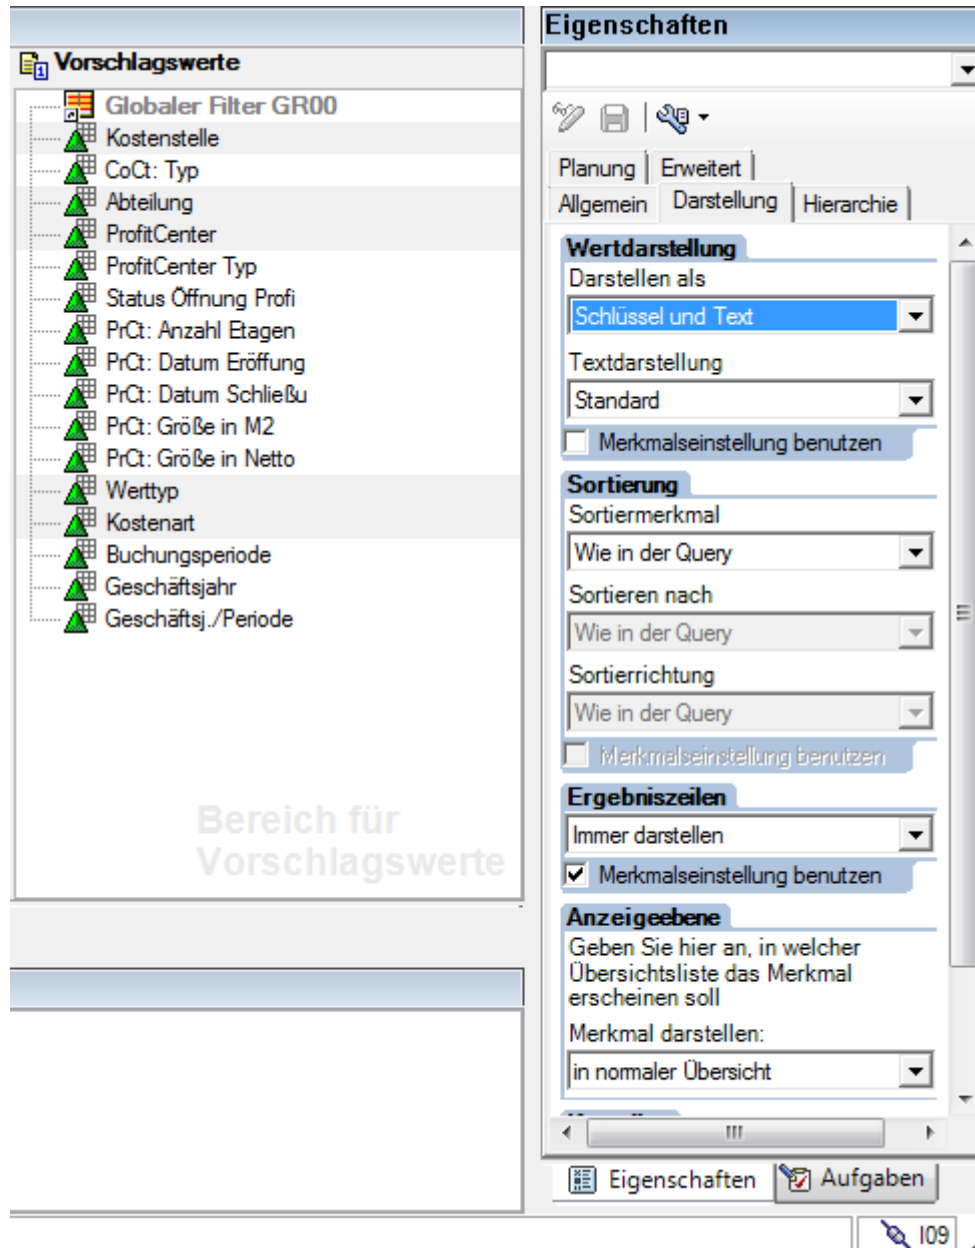 Vorschlagswerte
Globaler Filter GR00
Kostenstelle
CoCt: Typ
Abteilung
ProfitCenter
ProfitCenter Typ
Status Öffnung Profi
PrCt: Anzahl Etagen
PrCt: Datum Eröffung
PrCt: Datum Schließu
PrCt: Größe in M2
PrCt: Größe in Netto
Werttyp
Kostenart
Buchungsperiode
Geschäftsjahr
Geschäftsj./Periode
Bereich für
Vorschlagswerte
Eigenschaften
Planung
Erweitert
Allgemein
Darstellung
Hierarchie
Wertdarstellung
Darstellen als
Schlüssel und Text
Textdarstellung
Standard
Merkmalseinstellung benutzen
Sortierung
Sortiermerkmal
Wie in der Query
Sortieren nach
Wie in der Query
Sortierrichtung
Wie in der Query
Merkmalseinstellung benutzen
Ergebniszeilen
Immer darstellen
Merkmalseinstellung benutzen
Anzeigeebene
Geben Sie hier an, in welcher
Übersichtsliste das Merkmal
erscheinen soll
Merkmal darstellen:
in normaler Übersicht
Eigenschaften
Aufgaben
I09